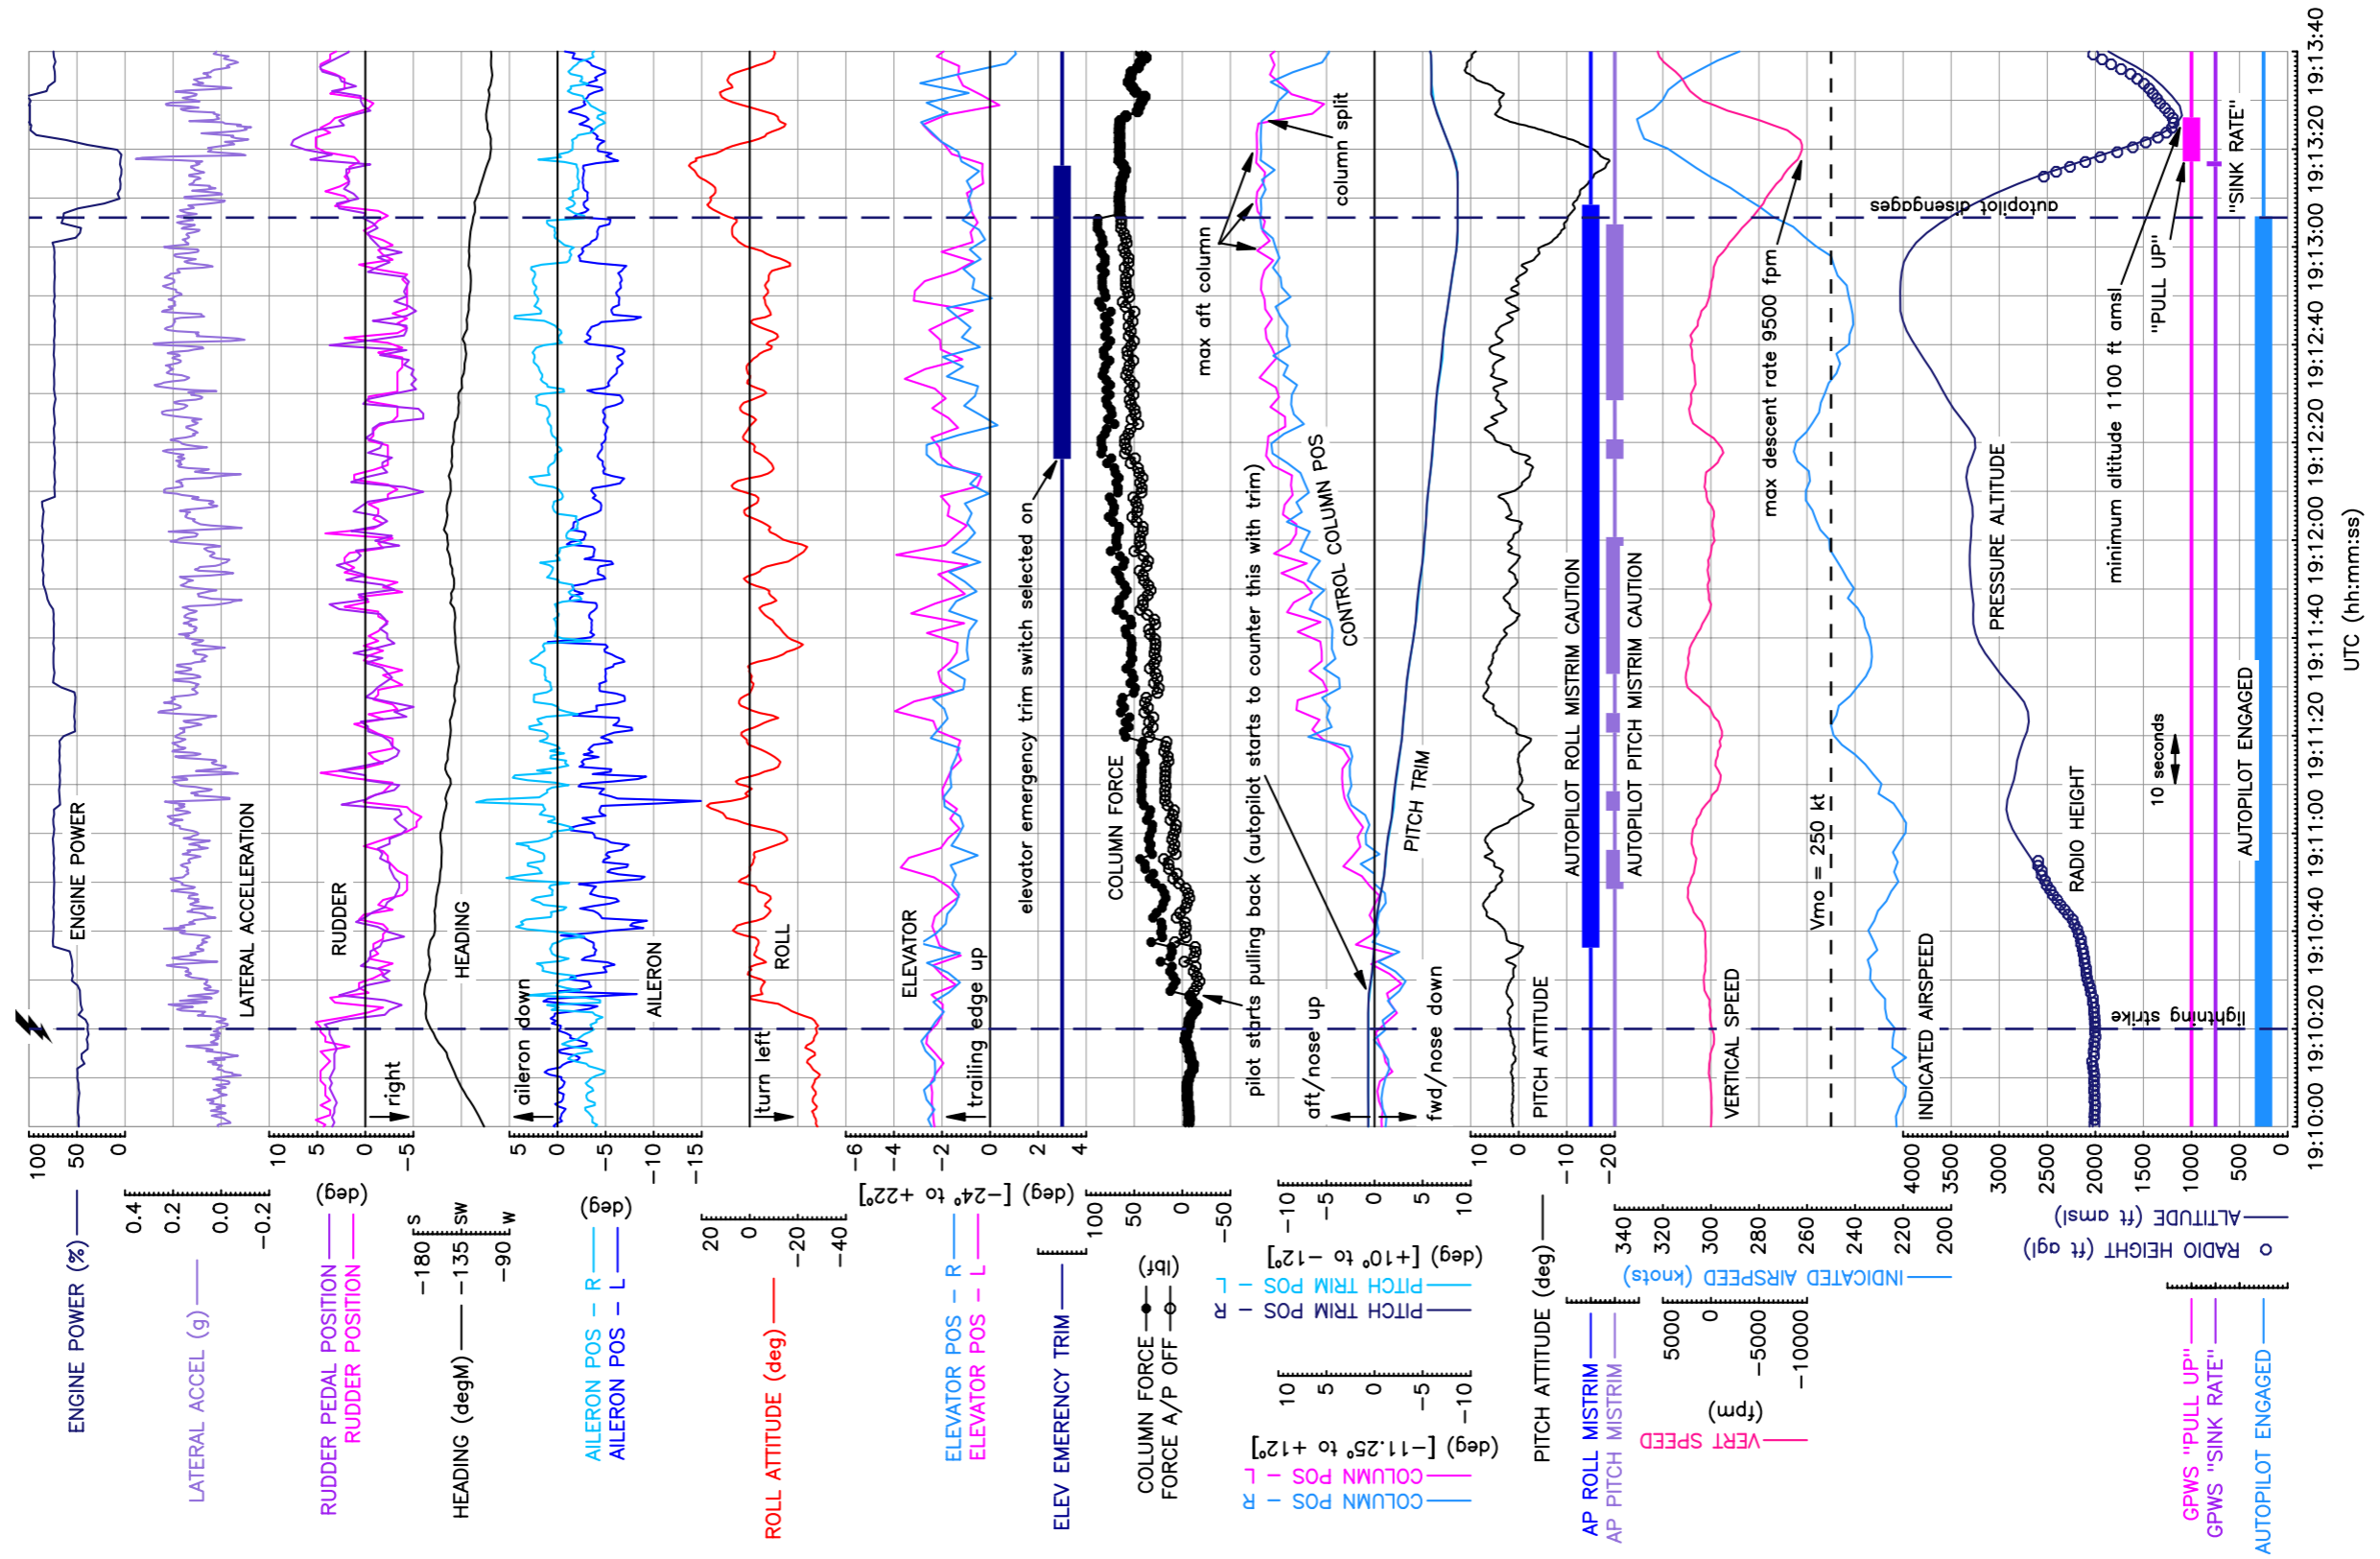 ENGINE POWER (%)
100
50
0
ENGINE POWER
LATERAL ACCEL (g)
0.4
0.2
0.0
−0.2
LATERAL ACCELERATION
RUDDER PEDAL POSITION
RUDDER POSITION
(deg)
10
5
0
−5
RUDDER
right
HEADING (degM)
−180 S
−135 SW
−90 W
HEADING
AILERON POS − R
AILERON POS − L
(deg)
5
0
−5
−10
−15
aileron down
AILERON
ROLL ATTITUDE (deg)
20
0
−20
−40
turn left
ROLL
ELEVATOR POS − R
ELEVATOR POS − L
(deg) [−24° to +22°]
−6
−4
−2
0
2
4
ELEVATOR
trailing edge up
ELEV EMERENCY TRIM
elevator emergency trim switch selected on
COLUMN FORCE
FORCE A/P OFF
(lbf)
100
50
0
−50
COLUMN FORCE
pilot starts pulling back (autopilot starts to counter this with trim)
max aft column
column split
PITCH TRIM POS − L
PITCH TRIM POS − R
(deg) [+10° to −12°]
−10
−5
0
5
10
COLUMN POS − L
COLUMN POS − R
(deg) [−11.25° to +12°]
10
5
0
−5
−10
aft/nose up
fwd/nose down
CONTROL COLUMN POS
PITCH TRIM
PITCH ATTITUDE (deg)
10
0
−10
−20
PITCH ATTITUDE
AP ROLL MISTRIM
AP PITCH MISTRIM
AUTOPILOT ROLL MISTRIM CAUTION
AUTOPILOT PITCH MISTRIM CAUTION
VERT SPEED
(fpm)
5000
0
−5000
−10000
VERTICAL SPEED
max descent rate 9500 fpm
INDICATED AIRSPEED (knots)
340
320
300
280
260
240
220
200
Vmo = 250 kt
INDICATED AIRSPEED
autopilot disengages
lightning strike
ALTITUDE (ft amsl)
RADIO HEIGHT (ft agl)
4000
3500
3000
2500
2000
1500
1000
500
0
PRESSURE ALTITUDE
RADIO HEIGHT
minimum altitude 1100 ft amsl
"PULL UP"
"SINK RATE"
10 seconds
GPWS "PULL UP"
GPWS "SINK RATE"
AUTOPILOT ENGAGED
AUTOPILOT ENGAGED
19:10:00 19:10:20 19:10:40 19:11:00 19:11:20 19:11:40 19:12:00 19:12:20 19:12:40 19:13:00 19:13:20 19:13:40
UTC (hh:mm:ss)